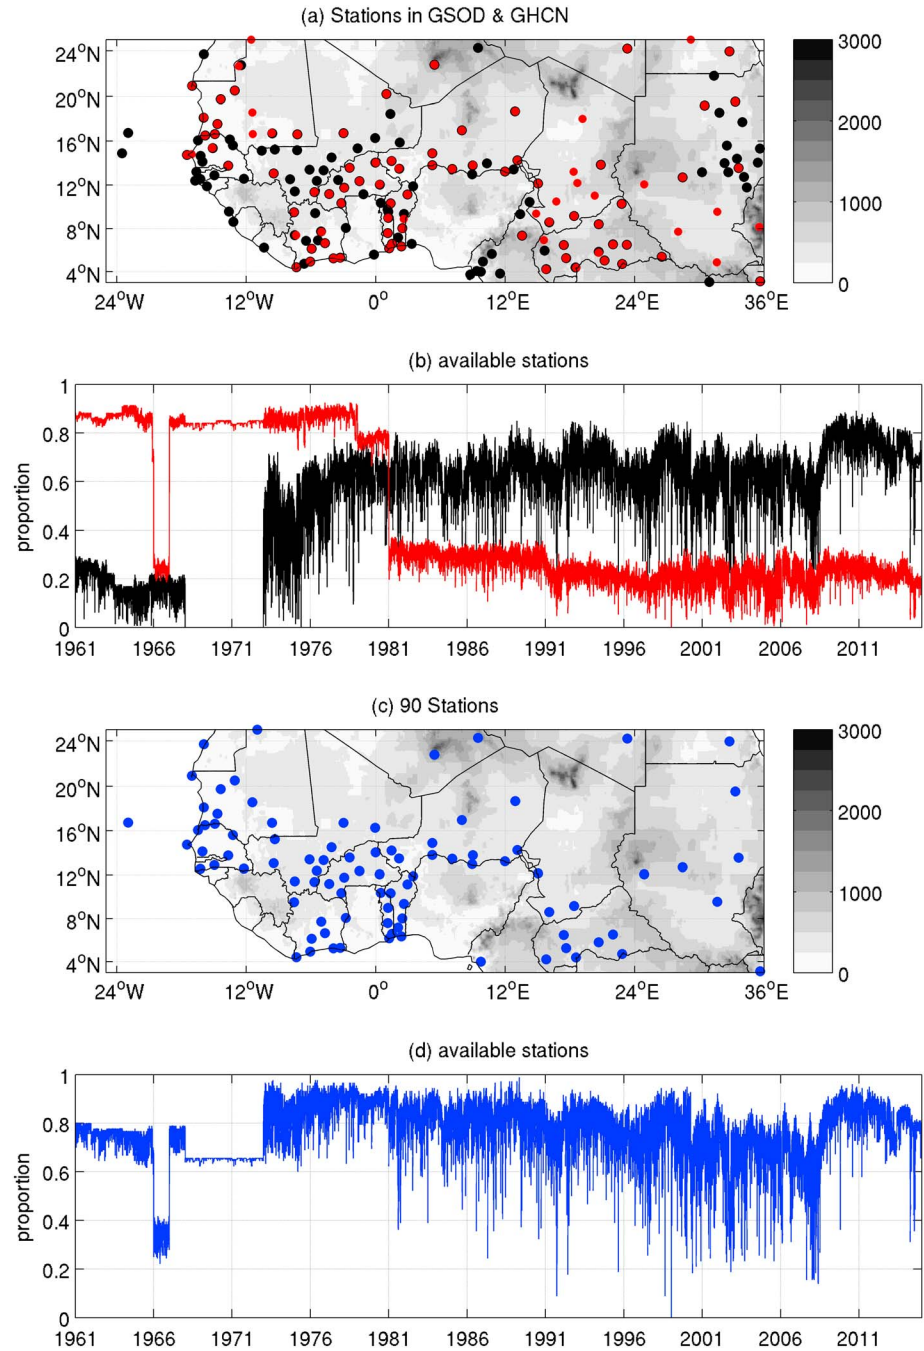 (a) Stations in GSOD & GHCN
24°N
20°N
16°N
12°N
8°N
4°N
24°W
12°W
0°
12°E
24°E
36°E
3000
2000
1000
0
(b) available stations
proportion
1
0.8
0.6
0.4
0.2
0
1961
1966
1971
1976
1981
1986
1991
1996
2001
2006
2011
(c) 90 Stations
24°N
20°N
16°N
12°N
8°N
4°N
24°W
12°W
0°
12°E
24°E
36°E
3000
2000
1000
0
(d) available stations
proportion
1
0.8
0.6
0.4
0.2
0
1961
1966
1971
1976
1981
1986
1991
1996
2001
2006
2011